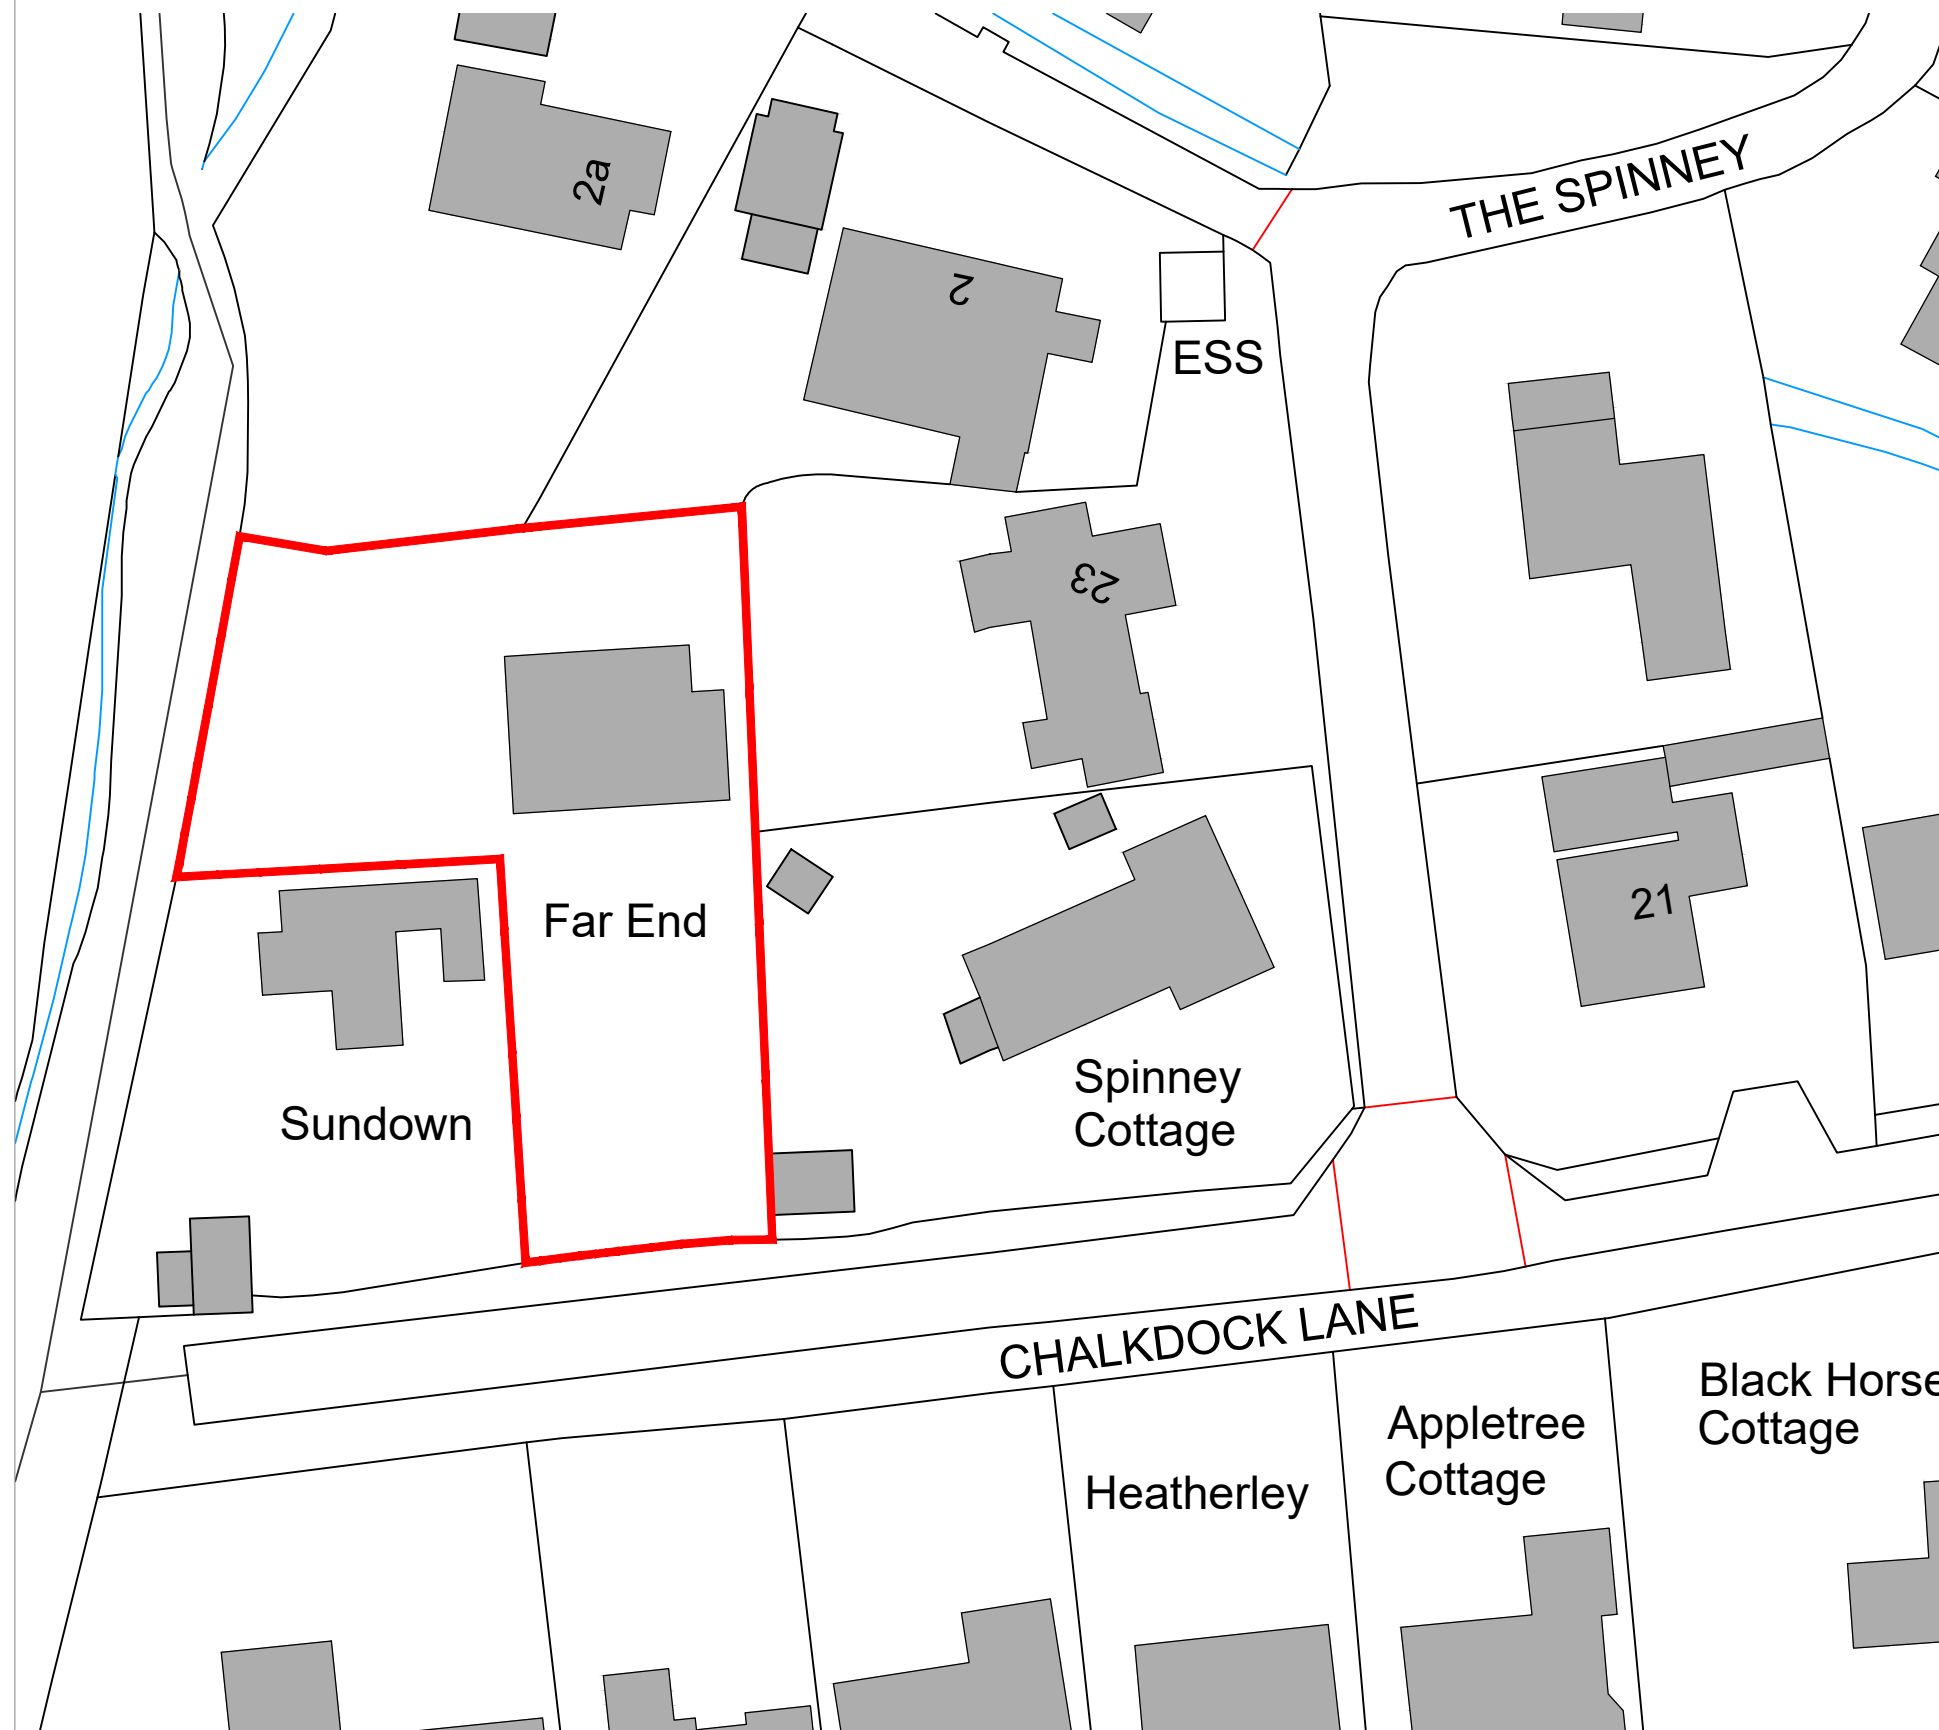 2a
THE SPINNEY
2
ESS
23
21
Far End
Sundown
Spinney
Cottage
CHALKDOCK LANE
Black Horse
Cottage
Appletree
Cottage
Heatherley